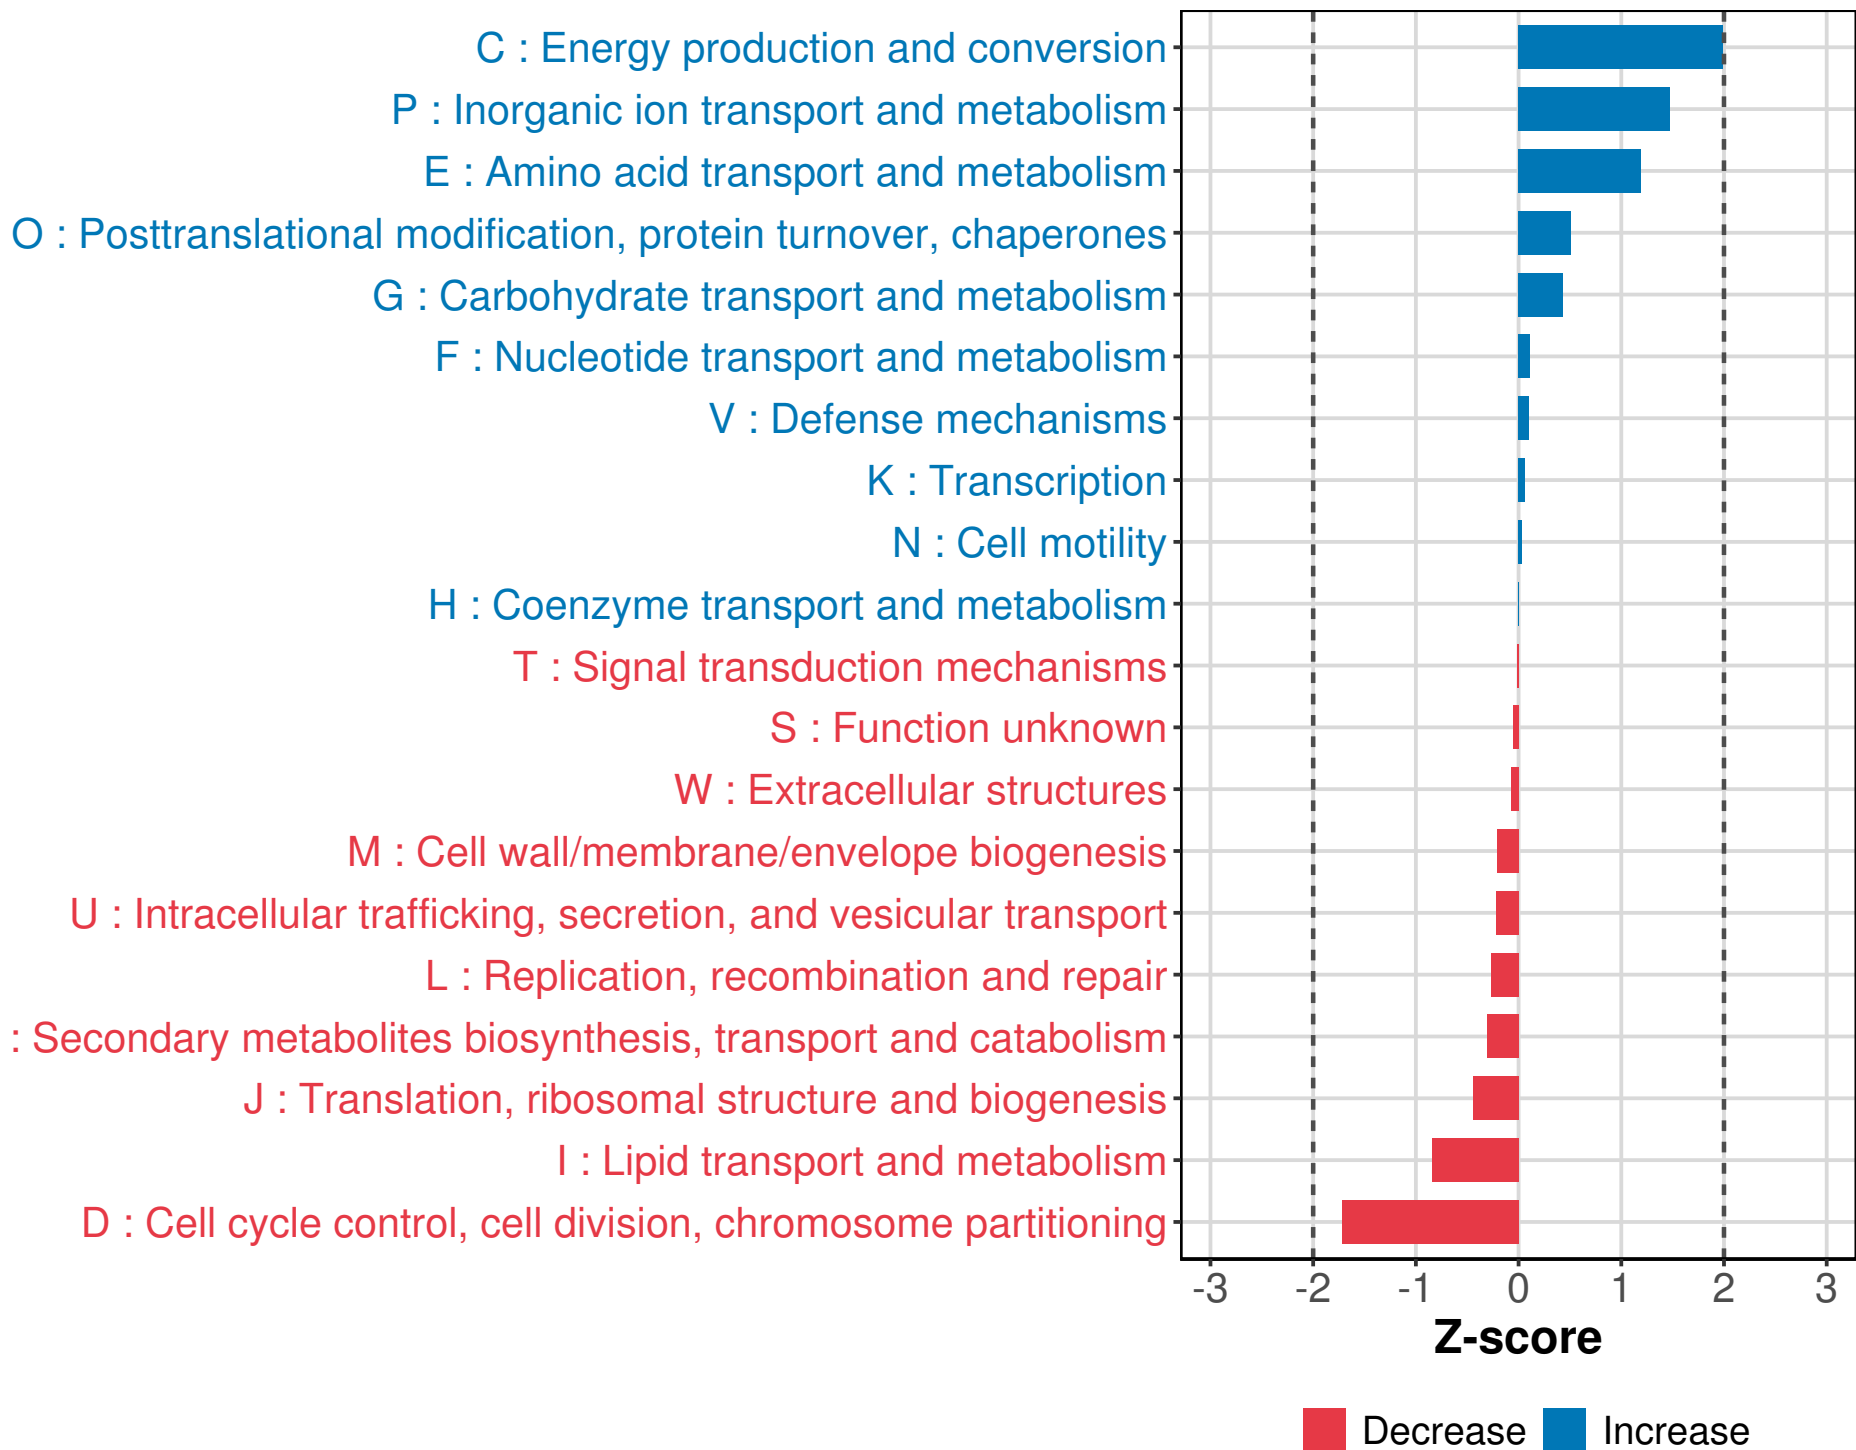 C : Energy production and conversion
P : Inorganic ion transport and metabolism
E : Amino acid transport and metabolism
O : Posttranslational modification, protein turnover, chaperones
G : Carbohydrate transport and metabolism
F : Nucleotide transport and metabolism
V : Defense mechanisms
K : Transcription
N : Cell motility
H : Coenzyme transport and metabolism
T : Signal transduction mechanisms
S : Function unknown
W : Extracellular structures
M : Cell wall/membrane/envelope biogenesis
U : Intracellular trafficking, secretion, and vesicular transport
L : Replication, recombination and repair
: Secondary metabolites biosynthesis, transport and catabolism
J : Translation, ribosomal structure and biogenesis
I : Lipid transport and metabolism
D : Cell cycle control, cell division, chromosome partitioning
-3 -2 -1 0 1 2 3
Z-score
Decrease Increase